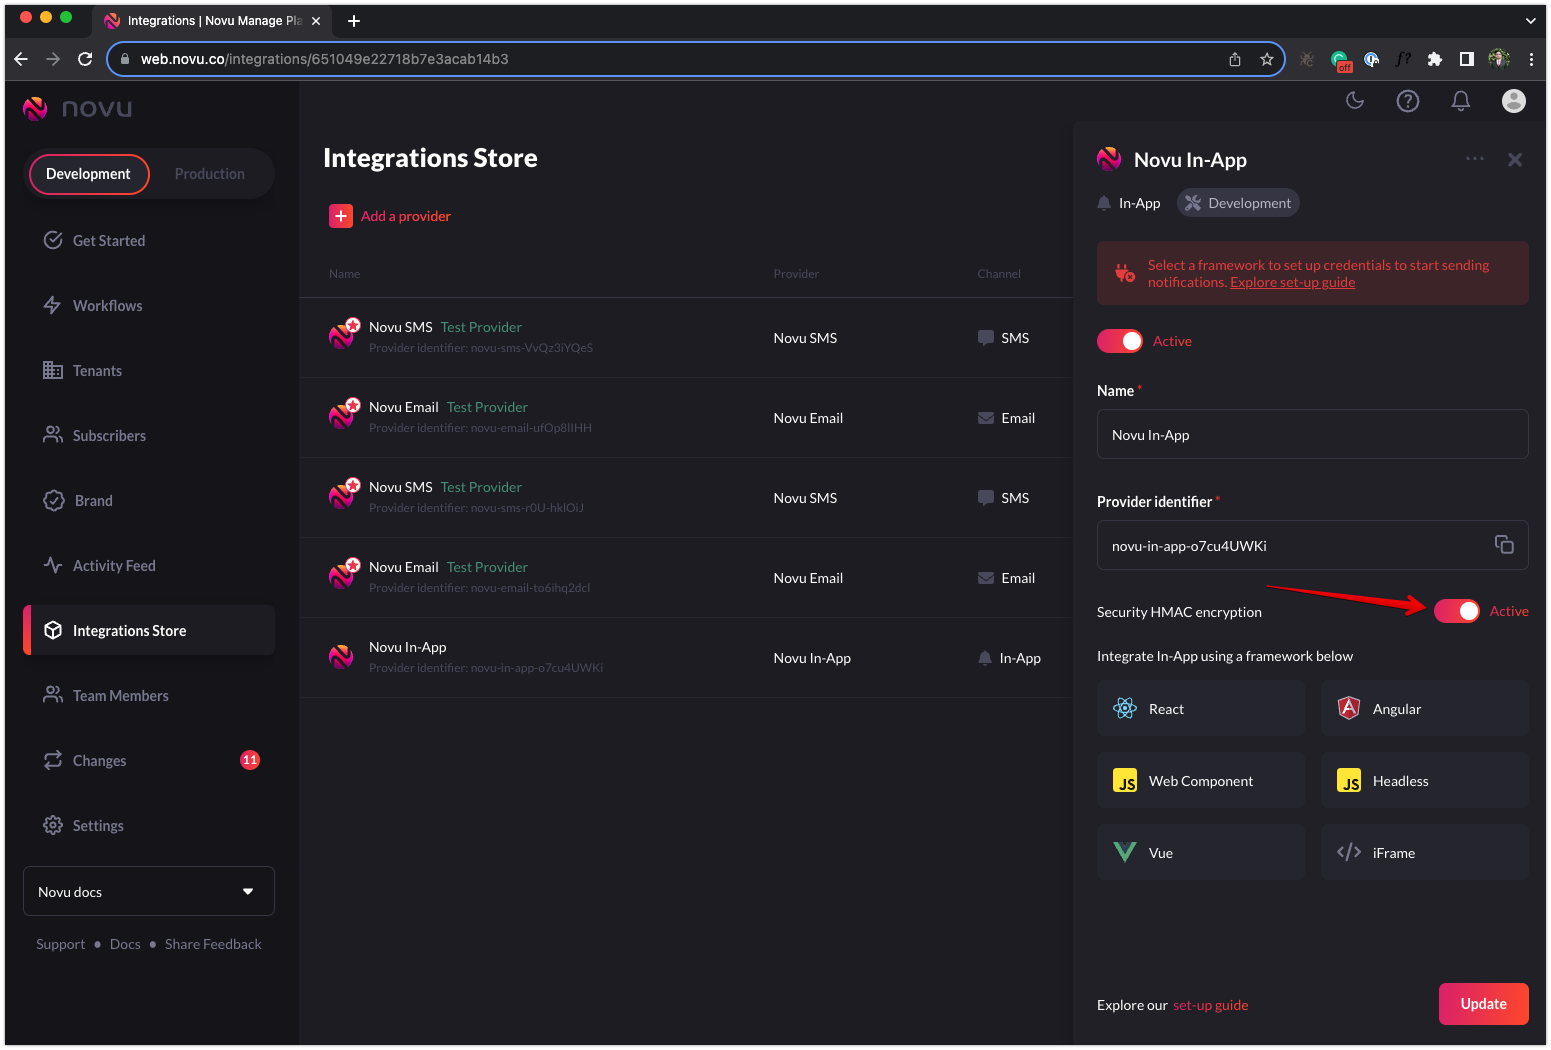 Integrations | Novu Manage Pla
web.novu.co/integrations/651049e22718b7e3acab14b3
off
f?
novu
Development
Production
Get Started
Workflows
Tenants
Subscribers
Brand
Activity Feed
Integrations Store
Team Members
Changes
11
Settings
Novu docs
Support • Docs • Share Feedback
Integrations Store
Add a provider
Name Provider Channel
Novu SMS Test Provider
Provider identifier: novu-sms-VvQz3iYQeS
Novu SMS
SMS
Novu Email Test Provider
Provider identifier: novu-email-ufOp8IIHH
Novu Email
Email
Novu SMS Test Provider
Provider identifier: novu-sms-r0U-hkIOiJ
Novu SMS
SMS
Novu Email Test Provider
Provider identifier: novu-email-to6ihq2dcl
Novu Email
Email
Novu In-App
Provider identifier: novu-in-app-o7cu4UWKi
Novu In-App
In-App
Novu In-App
In-App
Development
Select a framework to set up credentials to start sending
notifications. Explore set-up guide
Active
Name *
Novu In-App
Provider identifier *
novu-in-app-o7cu4UWKi
Security HMAC encryption
Active
Integrate In-App using a framework below
React
Angular
JS Web Component
JS Headless
Vue
iFrame
Explore our set-up guide
Update